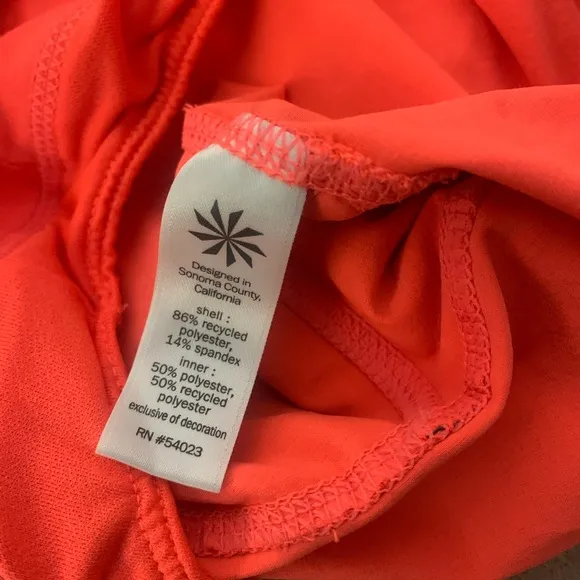 Designed in
Sonoma County,
California
shell :
86% recycled
polyester,
14% spandex
inner :
50% polyester,
50% recycled
polyester
exclusive of decoration
RN #54023